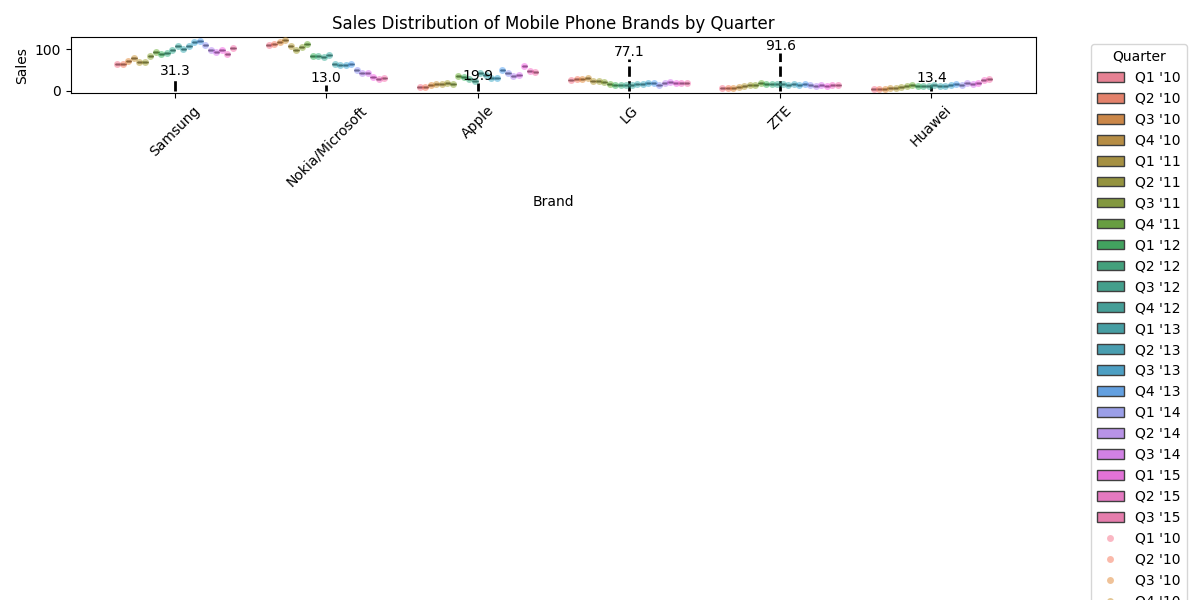 Sales Distribution of Mobile Phone Brands by Quarter
Sales
100
0
31.3
13.0
19.9
77.1
91.6
13.4
Samsung
Nokia/Microsoft
Apple
LG
ZTE
Huawei
Brand
Quarter
Q1 '10
Q2 '10
Q3 '10
Q4 '10
Q1 '11
Q2 '11
Q3 '11
Q4 '11
Q1 '12
Q2 '12
Q3 '12
Q4 '12
Q1 '13
Q2 '13
Q3 '13
Q4 '13
Q1 '14
Q2 '14
Q3 '14
Q1 '15
Q2 '15
Q3 '15
Q1 '10
Q2 '10
Q3 '10
Q4 '10